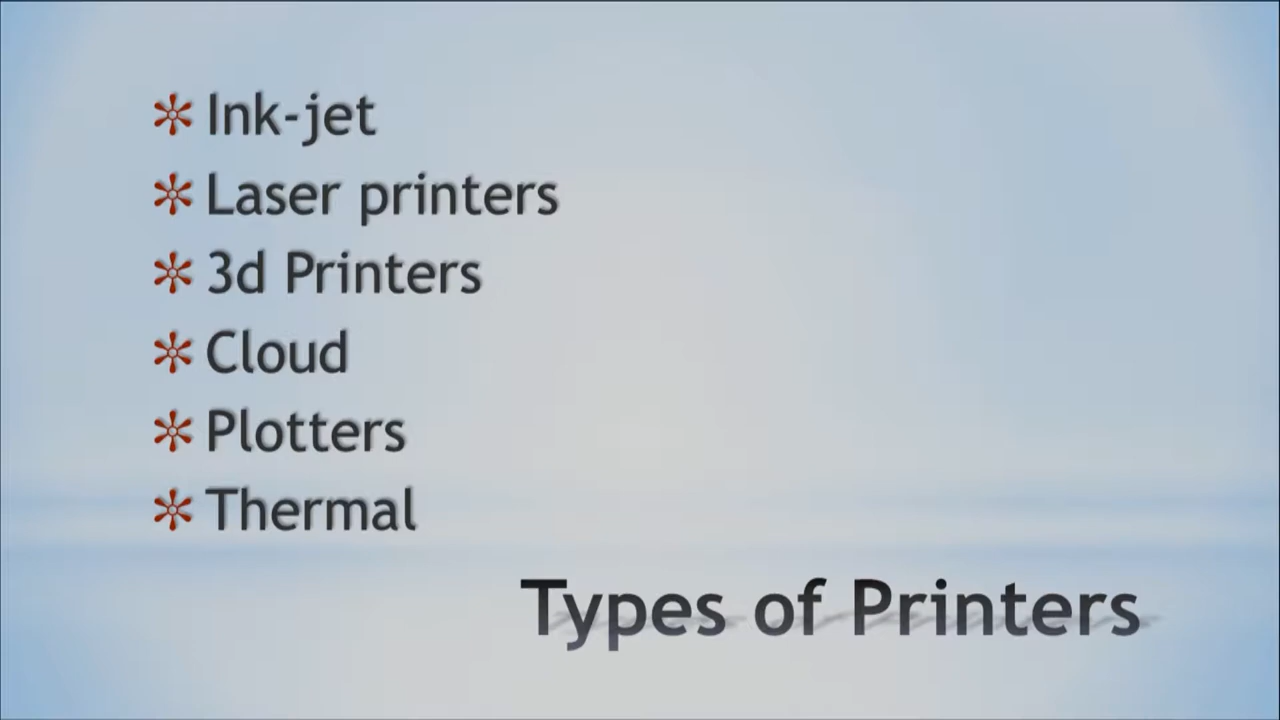 Ink-jet
Laser printers
3d Printers
Cloud
Plotters
Thermal
Types of Printers